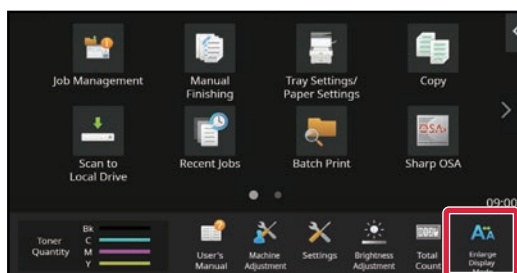 Job Management
Manual
Finishing
Tray Settings/
Paper Settings
Copy
OSA
Scan to
Local Drive
Recent Jobs
Batch Print
Sharp OSA
09:00
Toner
Quantity
Bk
C
M
Y
User's
Manual
Machine
Adjustment
Settings
Brightness
Adjustment
Total
Count
Enlarge
Display
Mode